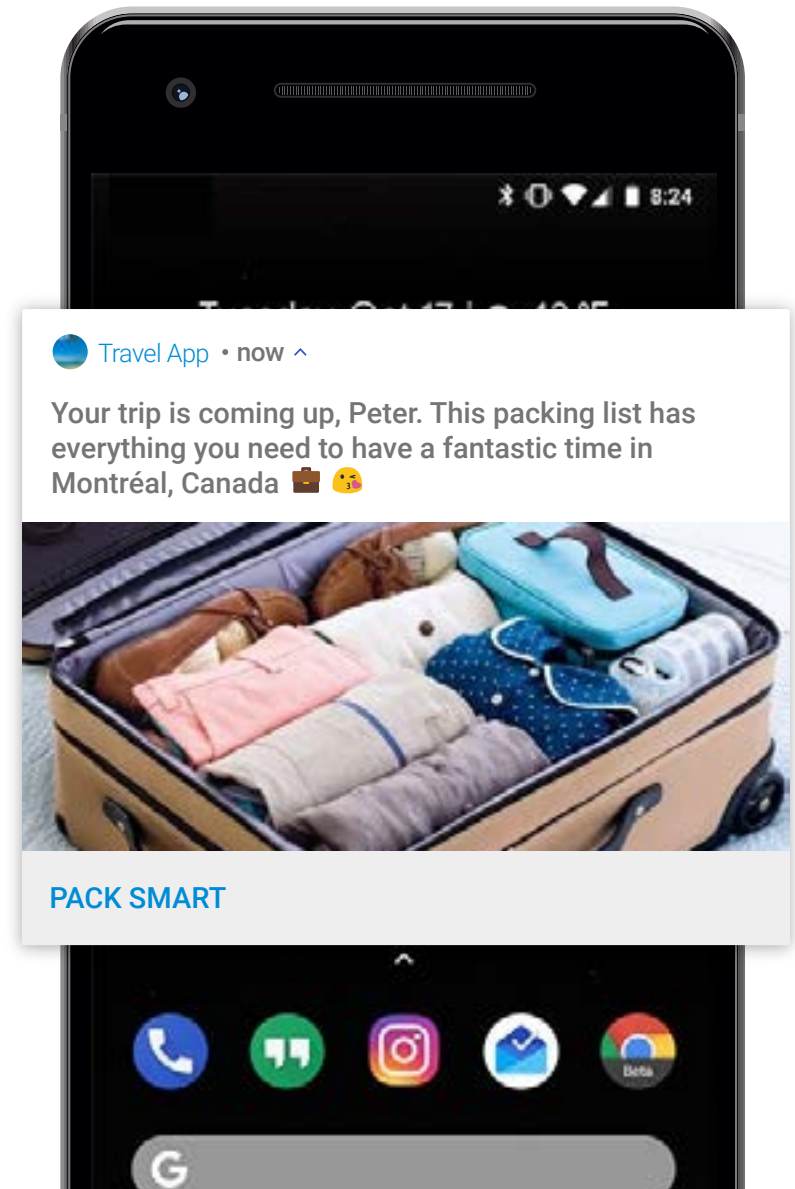 8:24
Travel App • now
Your trip is coming up, Peter. This packing list has
everything you need to have a fantastic time in
Montréal, Canada 💼 😘
PACK SMART
Beta
G